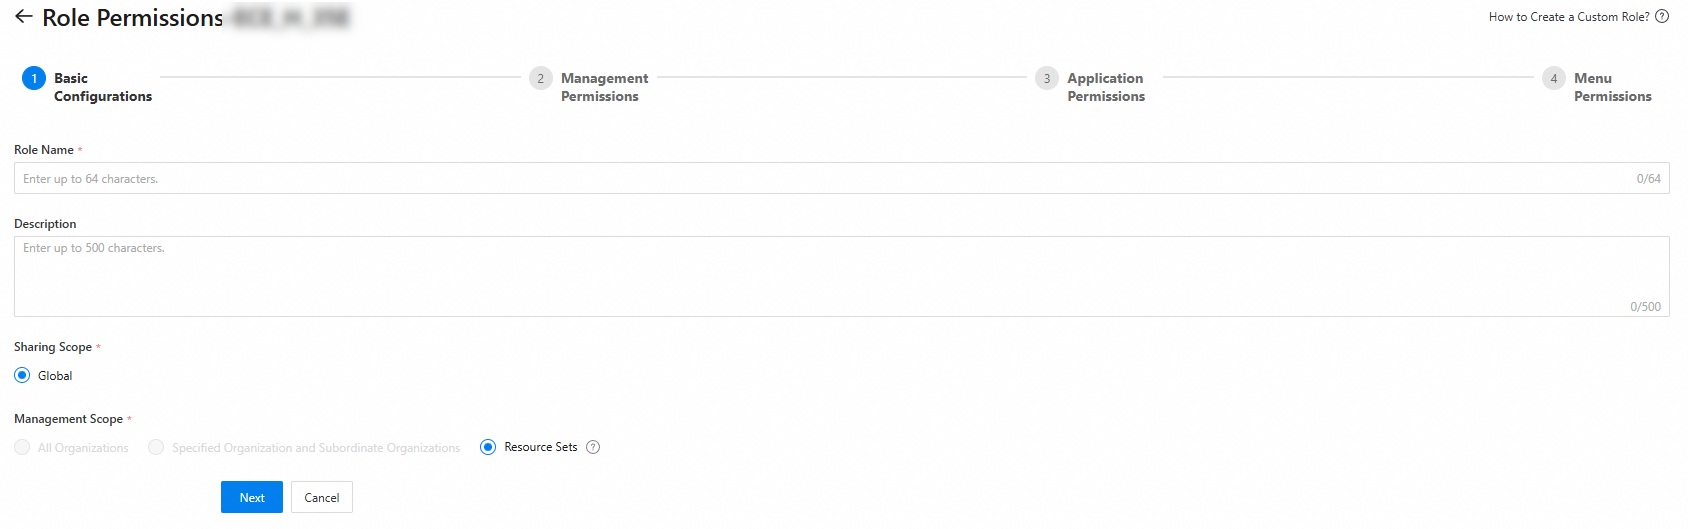 Role Permissions
How to Create a Custom Role? ?
1 Basic Configurations
2 Management Permissions
3 Application Permissions
4 Menu Permissions
Role Name *
Enter up to 64 characters. 0/64
Description
Enter up to 500 characters.
0/500
Sharing Scope *
Global
Management Scope *
All Organizations Specified Organization and Subordinate Organizations Resource Sets ?
Next Cancel